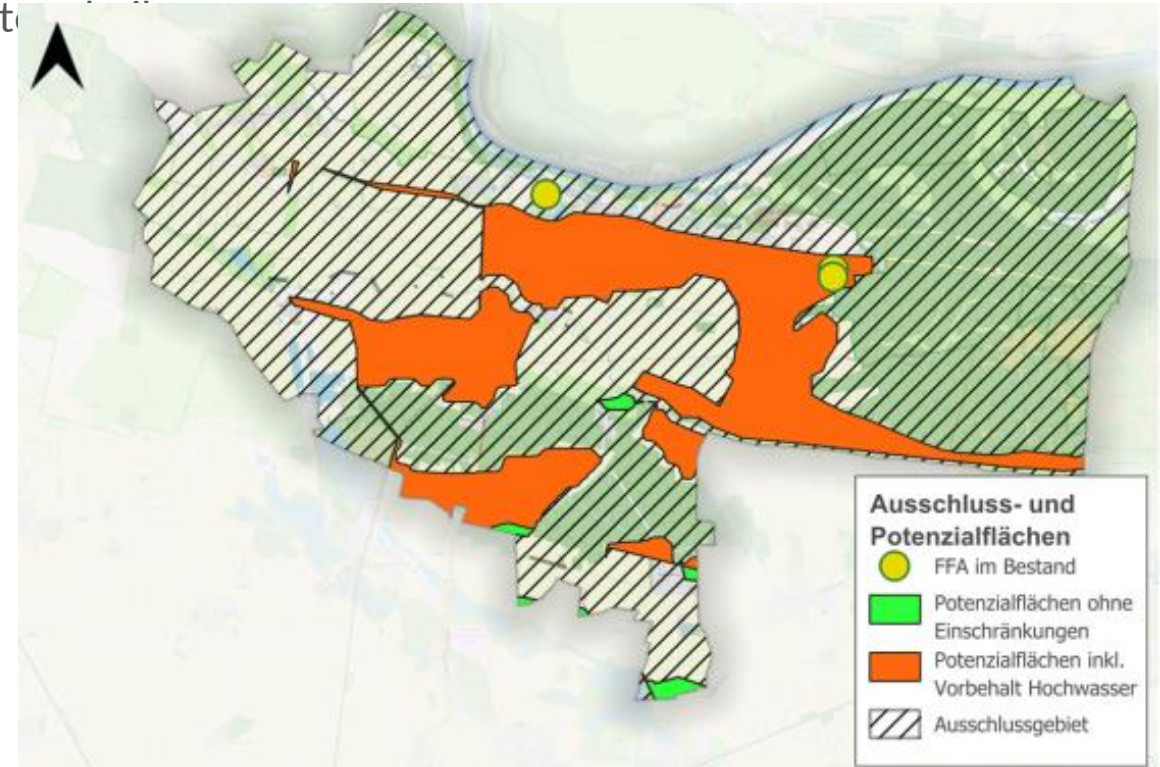 Ausschluss- und
Potenzialflächen
FFA im Bestand
Potenzialflächen ohne
Einschränkungen
Potenzialflächen inkl.
Vorbehalt Hochwasser
Ausschlussgebiet